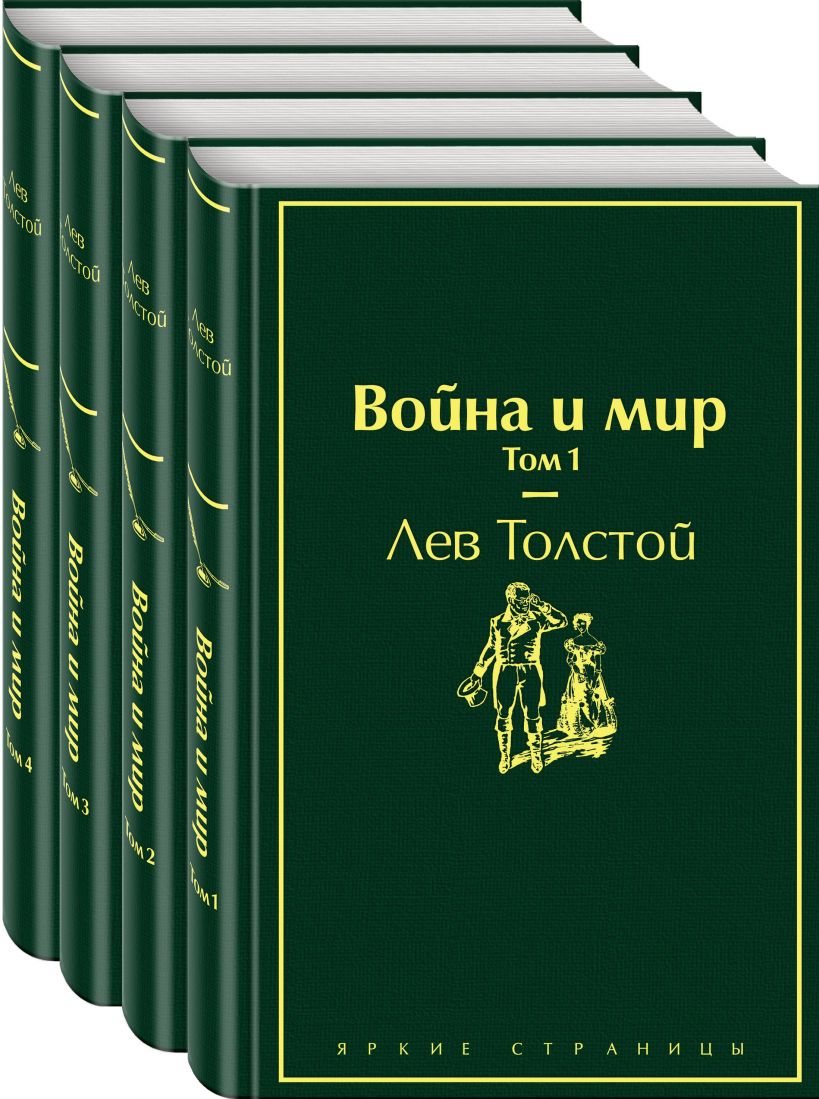 Война и мир
Том 1
Лев Толстой
ЯРКИЕ СТРАНИЦЫ
Лев
Толстой
Война и мир
Том 4
Лев
Толстой
Война и мир
Том 3
Лев
Толстой
Война и мир
Том 2
Лев
Толстой
Война и мир
Том 1